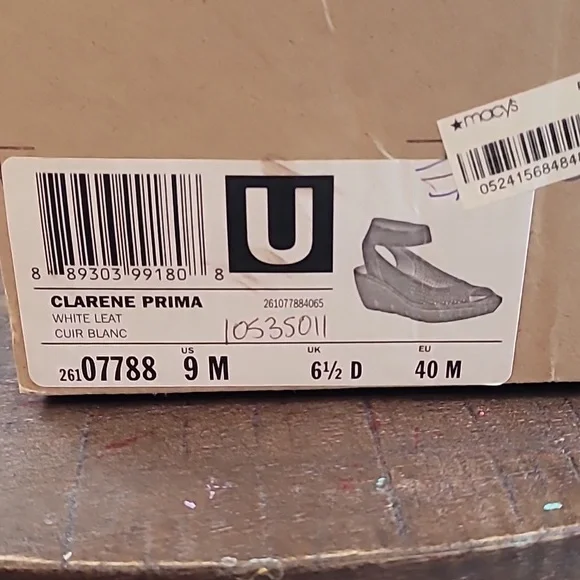 ★macy's
05241568484
8 89303 99180 8
U
CLARENE PRIMA
261077884065
WHITE LEAT
CUIR BLANC
10535011
US
UK
EU
26107788 9 M 6½ D 40 M